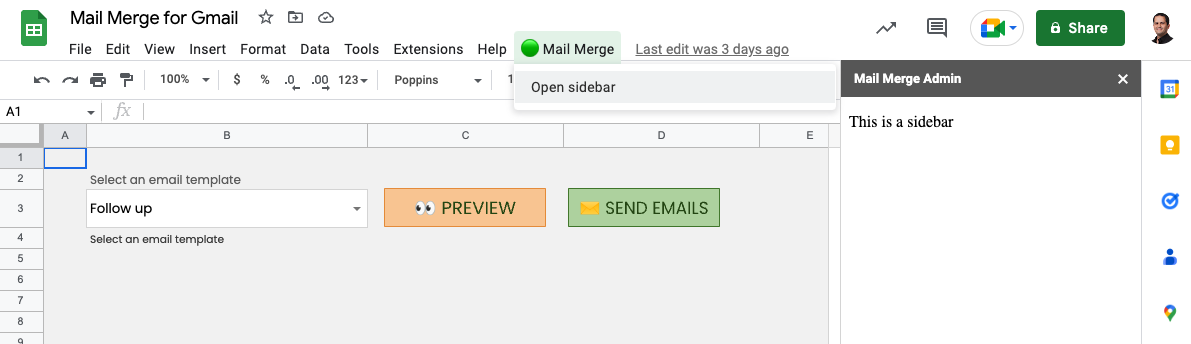 Mail Merge for Gmail
File Edit View Insert Format Data Tools Extensions Help Mail Merge Last edit was 3 days ago
Share
100% $ % .0 .00 123 Poppins 1
Open sidebar
Mail Merge Admin
A1 fx
This is a sidebar
31
A B C D E
1
2 Select an email template
3 Follow up PREVIEW SEND EMAILS
4 Select an email template
5
6
7
8
9